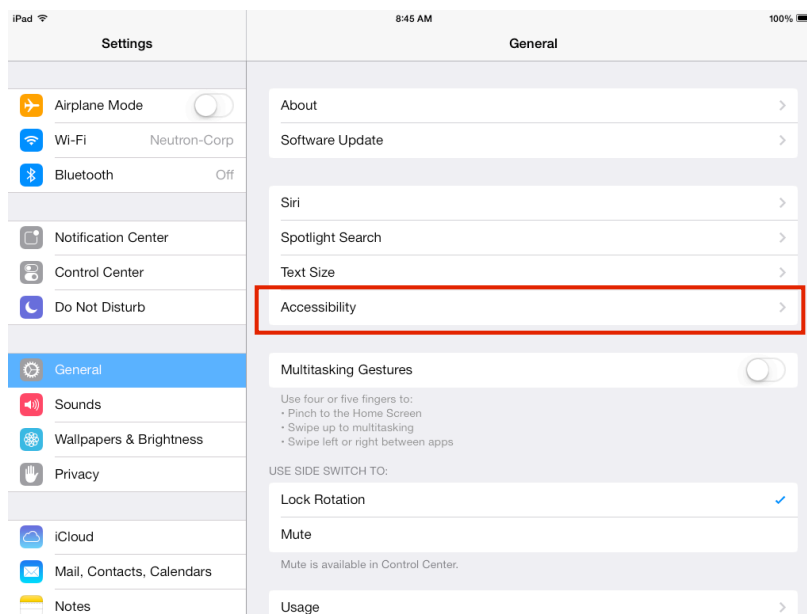 iPad 8:45 AM 100%
Settings
General
Airplane Mode
Wi-Fi Neutron-Corp
Bluetooth Off
Notification Center
Control Center
Do Not Disturb
General
Sounds
Wallpapers & Brightness
Privacy
iCloud
Mail, Contacts, Calendars
Notes
About
Software Update
Siri
Spotlight Search
Text Size
Accessibility
Multitasking Gestures
Use four or five fingers to:
• Pinch to the Home Screen
• Swipe up to multitasking
• Swipe left or right between apps
USE SIDE SWITCH TO:
Lock Rotation
Mute
Mute is available in Control Center.
Usage